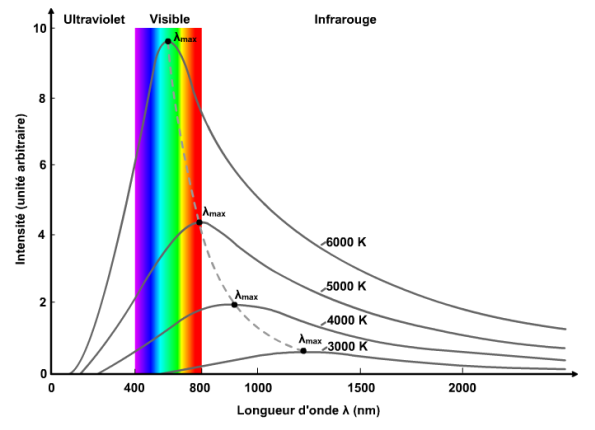 Ultraviolet Visible Infrarouge
10
λmax
8
6
Intensité (unité arbitraire)
λmax
4
6000 K
5000 K
λmax
2
4000 K
λmax
3000 K
0
0 400 800 1000 1500 2000
Longueur d'onde λ (nm)